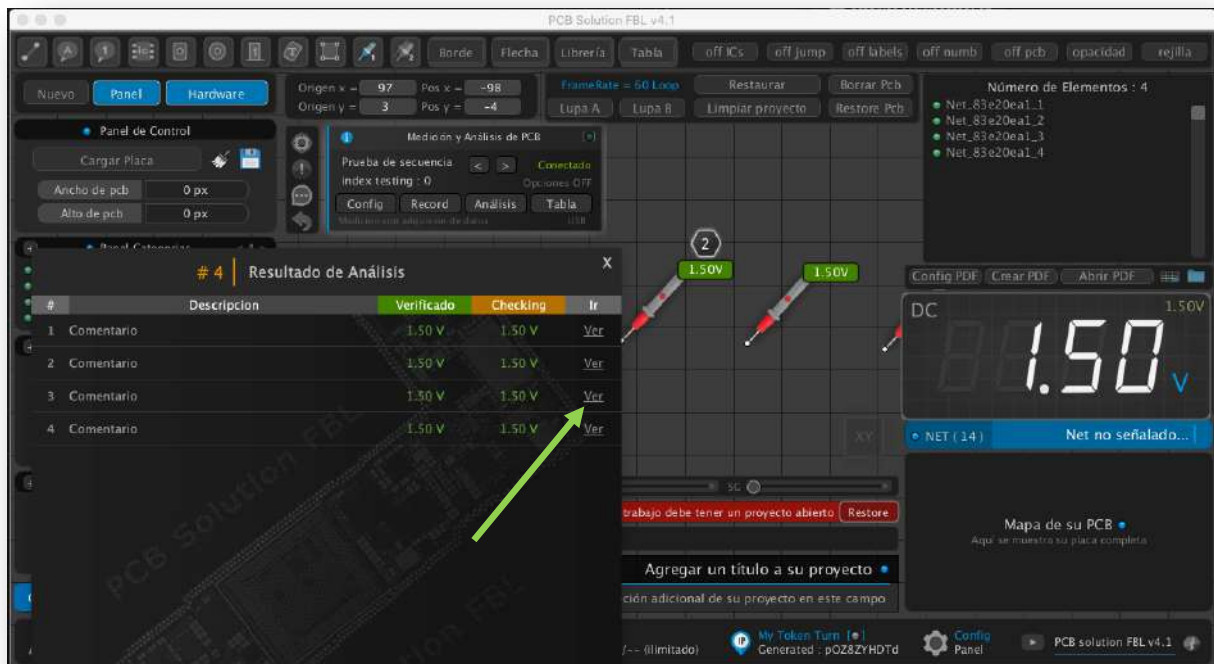 PCB Solution FBL v4.1
Borde Flecha Librería Tabla off ICs off jump off labels off numb off pcb opacidad rejilla
Nuevo Panel Hardware
Origen x = 97 Pos x = -98
Origen y = 3 Pos y = -4
FrameRate = 60 Loop Restaurar Borrar Pcb
Lupa A Lupa B Limpiar proyecto Restore Pcb
Número de Elementos : 4
Net_83e20ea1_1
Net_83e20ea1_2
Net_83e20ea1_3
Net_83e20ea1_4
Panel de Control
Cargar Placa
Ancho de pcb 0 px
Alto de pcb 0 px
Medición y Análisis de PCB
Prueba de secuencia < > Conectado
index testing : 0 Opciones OFF
Config Record Análisis Tabla
USB
2
1.50V
1.50V
# 4 Resultado de Análisis X
# Descripcion Verificado Checking Ir
1 Comentario 1.50 V 1.50 V Ver
2 Comentario 1.50 V 1.50 V Ver
3 Comentario 1.50 V 1.50 V Ver
4 Comentario 1.50 V 1.50 V Ver
PCB Solution FBL
Config PDF Crear PDF Abrir PDF
DC 1.50V
1.50 V
XY
NET ( 14 ) Net no señalado...
SG
trabajo debe tener un proyecto abierto Restore
Mapa de su PCB
Aquí se muestra su placa completa
Agregar un título a su proyecto
ción adicional de su proyecto en este campo
/-- (ilimitado)
IP My Token Turn
Generated : pOZ8ZYHDTd
Config
Panel
PCB solution FBL v4.1